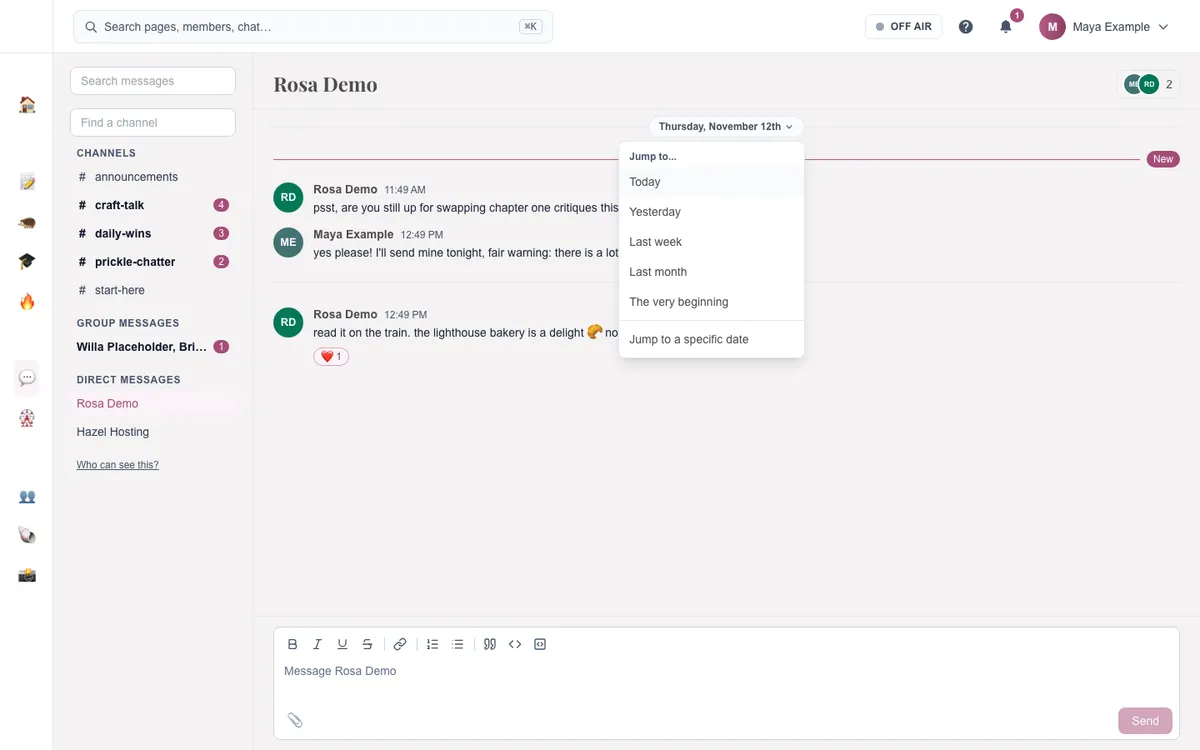 Search pages, members, chat…
⌘K
OFF AIR
1
M
Maya Example
Search messages
Find a channel
CHANNELS
# announcements
# craft-talk 4
# daily-wins 3
# prickle-chatter 2
# start-here
GROUP MESSAGES
Willa Placeholder, Bri… 1
DIRECT MESSAGES
Rosa Demo
Hazel Hosting
Who can see this?
Rosa Demo
ME RD 2
Thursday, November 12th
New
Jump to...
Today
Yesterday
Last week
Last month
The very beginning
Jump to a specific date
RD
Rosa Demo 11:49 AM
psst, are you still up for swapping chapter one critiques this
ME
Maya Example 12:49 PM
yes please! I'll send mine tonight, fair warning: there is a lot
RD
Rosa Demo 12:49 PM
read it on the train. the lighthouse bakery is a delight 🥐 no
❤️ 1
Message Rosa Demo
Send